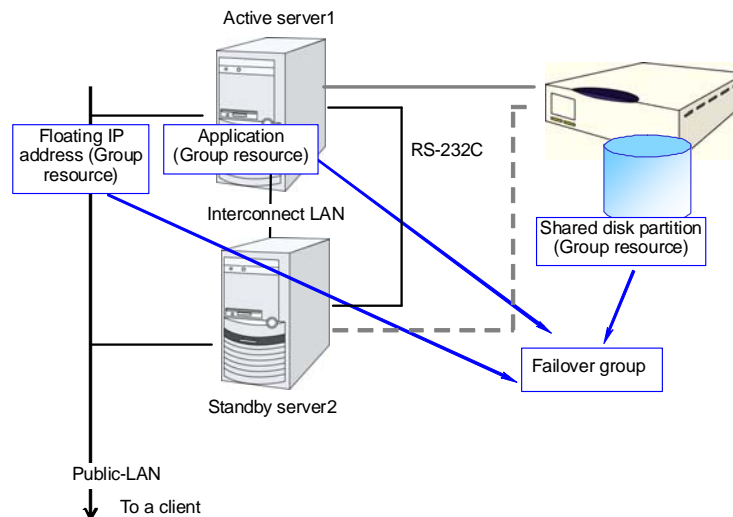 Active server1
Floating IP
address (Group
resource)
Application
(Group resource)
RS-232C
Interconnect LAN
Shared disk partition
(Group resource)
Failover group
Standby server2
Public-LAN
To a client